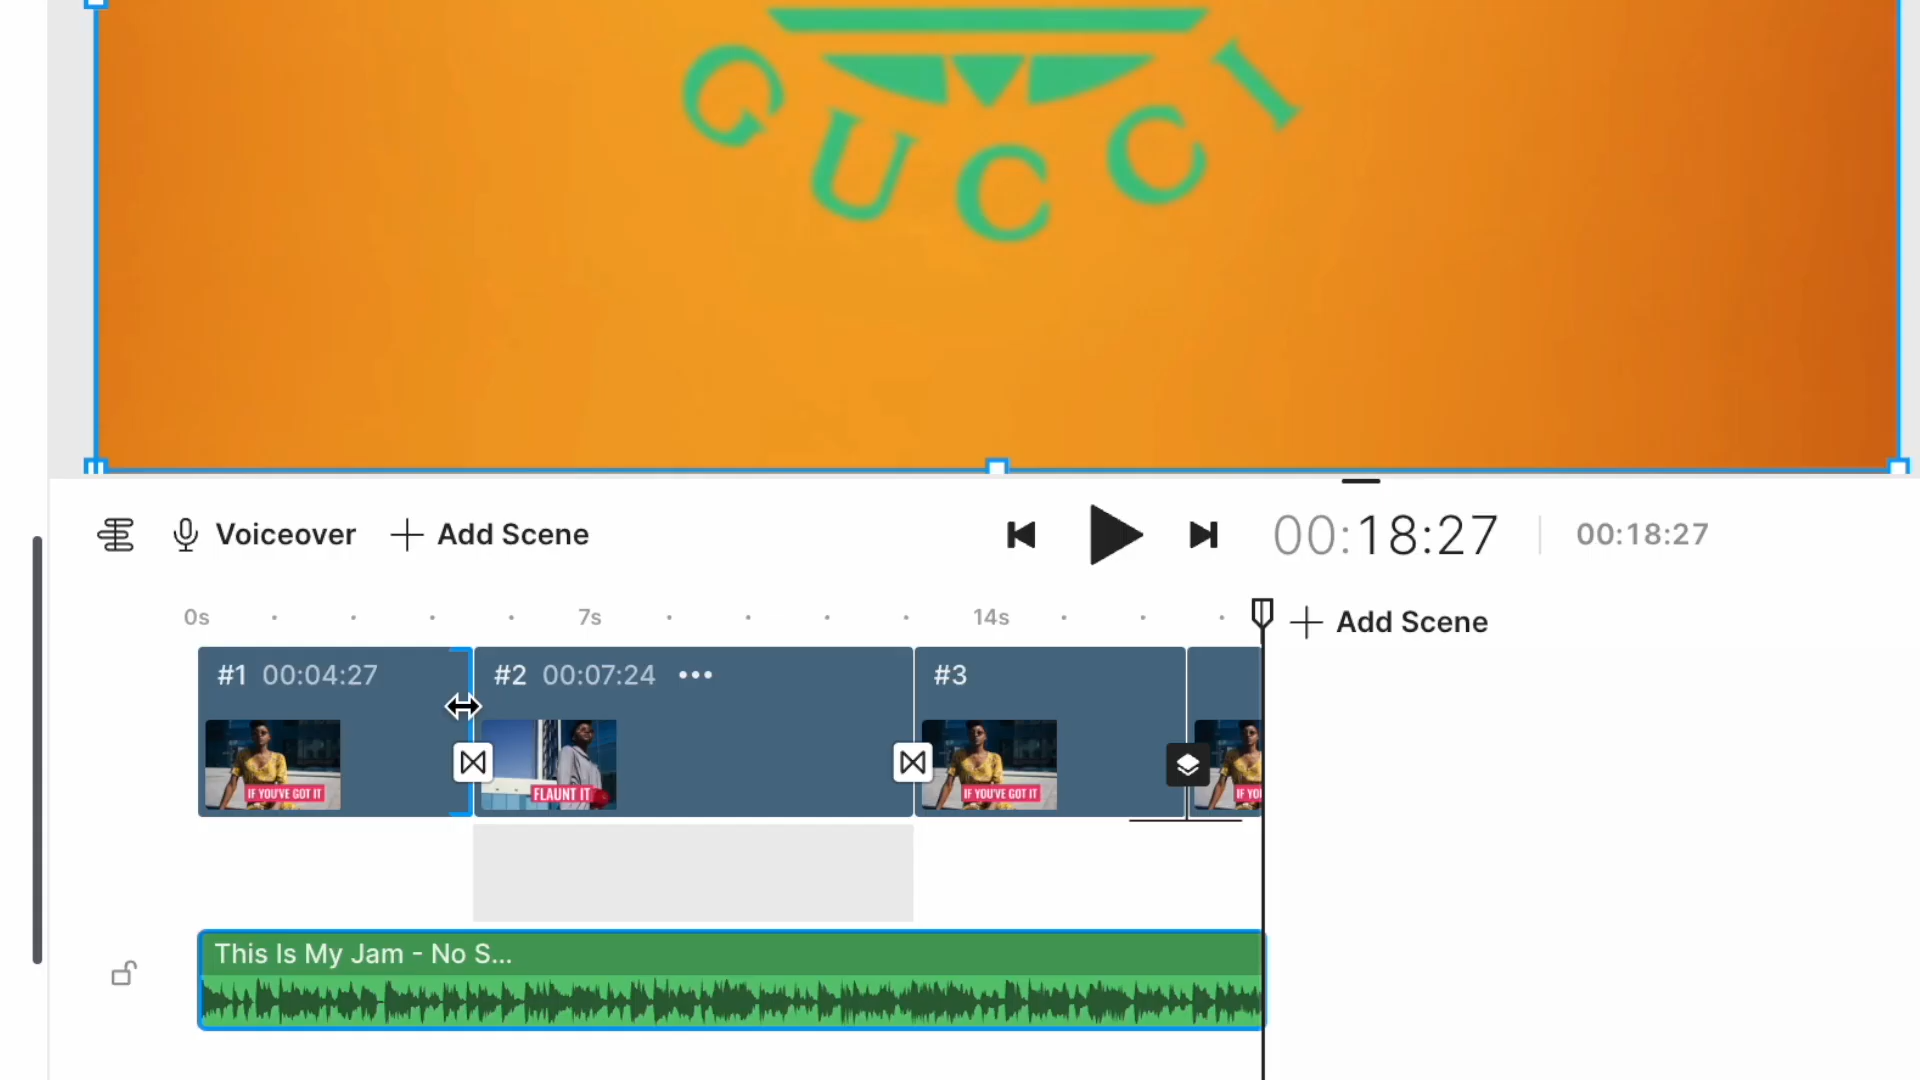 GUCCI
Voiceover
Add Scene
00:18:27
00:18:27
0s
7s
14s
Add Scene
#1 00:04:27
#2 00:07:24
#3
IF YOU'VE GOT IT
FLAUNT IT
IF YOU'VE GOT IT
IF YO
This Is My Jam - No S...